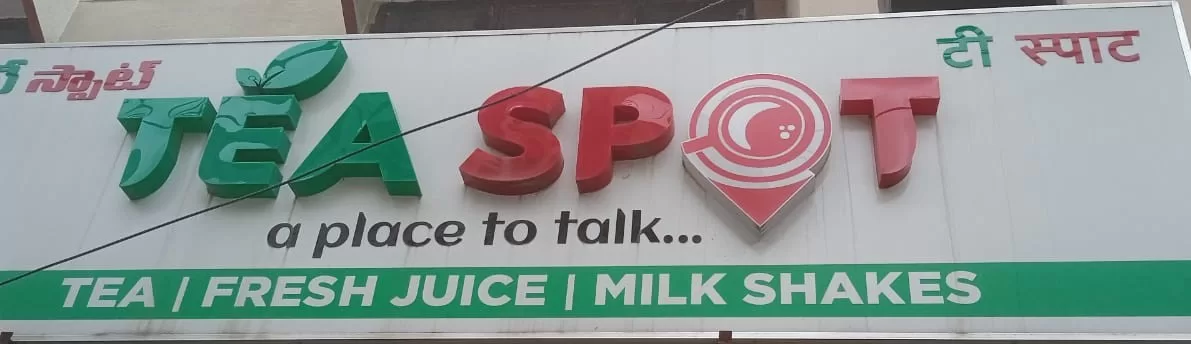 స్పాట్
टी स्पाट
TEA SPOT
a place to talk...
TEA | FRESH JUICE | MILK SHAKES